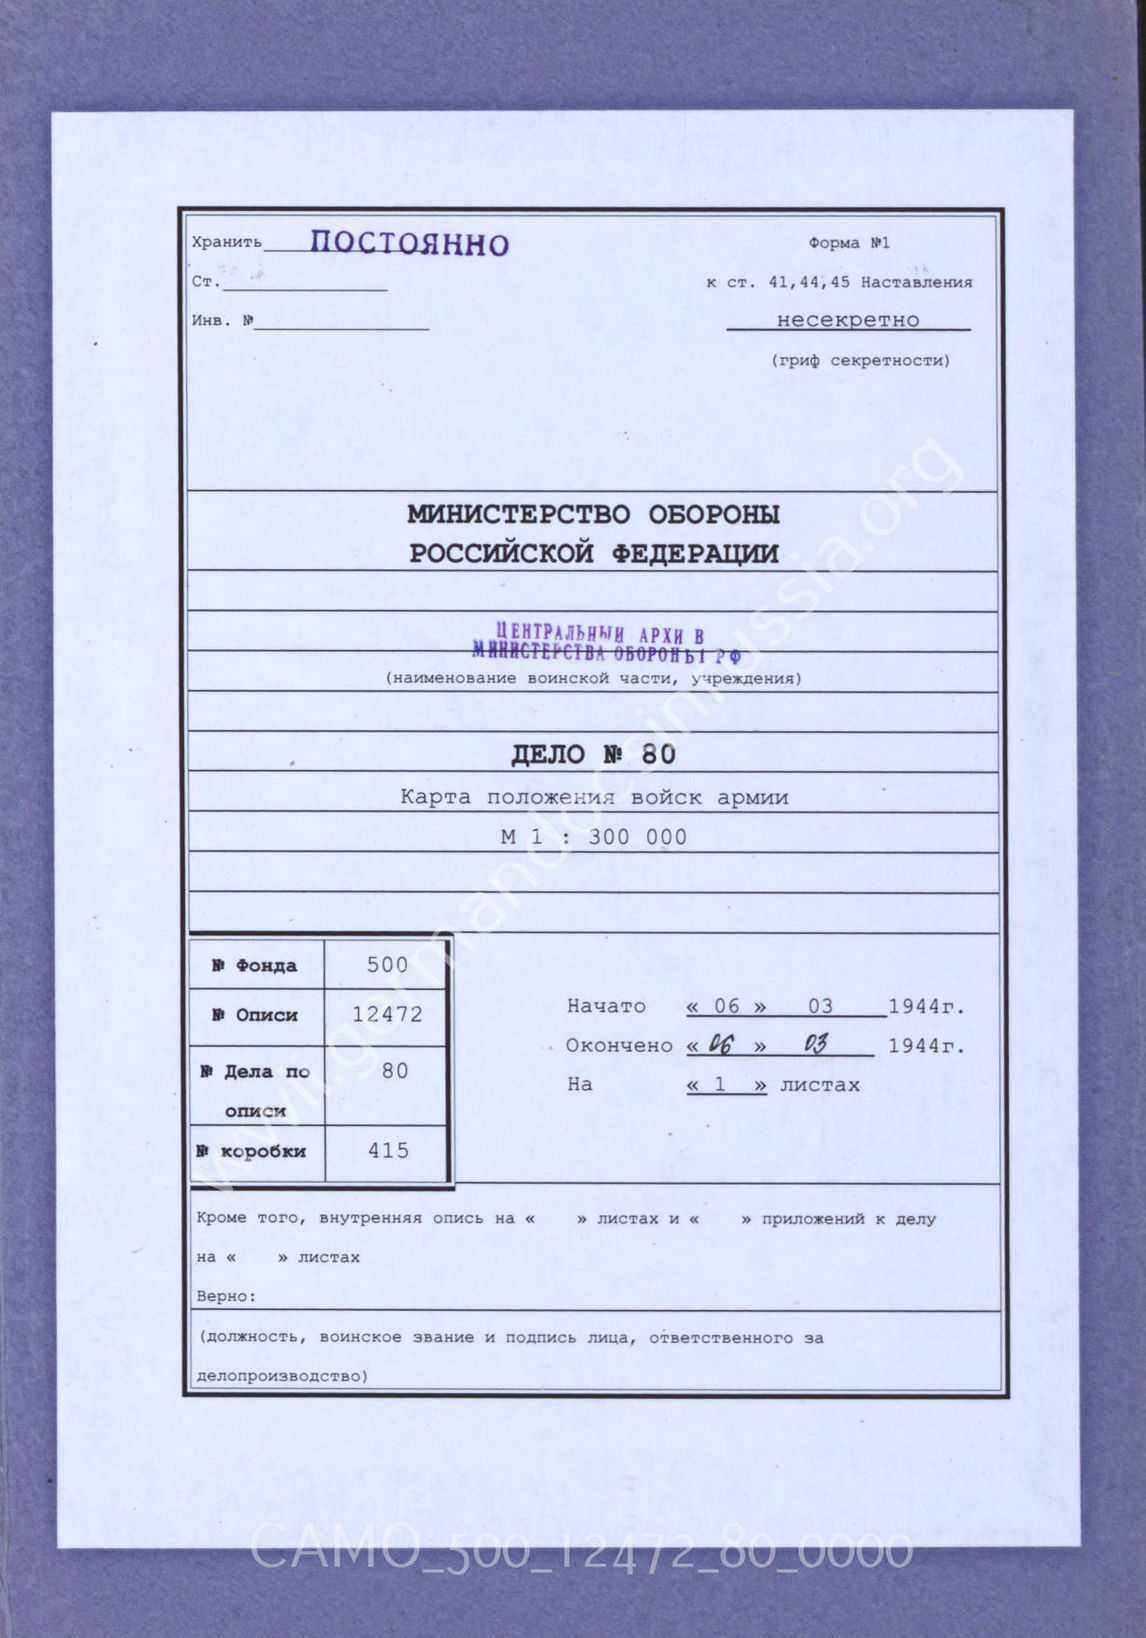 Хранить ПОСТОЯННО
Форма №1
Ст.
к ст. 41,44,45 Наставления
Инв. №
несекретно
(гриф секретности)
МИНИСТЕРСТВО ОБОРОНЫ
РОССИЙСКОЙ ФЕДЕРАЦИИ
ЦЕНТРАЛЬНЫЙ АРХИВ
МИНИСТЕРСТВА ОБОРОНЫ РФ
(наименование воинской части, учреждения)
ДЕЛО № 80
Карта положения войск армии
М 1 : 300 000
№ Фонда 500
№ Описи 12472
№ Дела по 80
описи
№ коробки 415
Начато « 06 » 03 1944г.
Окончено « 06 » 03 1944г.
На « 1 » листах
Кроме того, внутренняя опись на « » листах и « » приложений к делу
на « » листах
Верно:
(должность, воинское звание и подпись лица, ответственного за
делопроизводство)
www.germandocsinrussia.org
CAMO_500_12472_80_0000